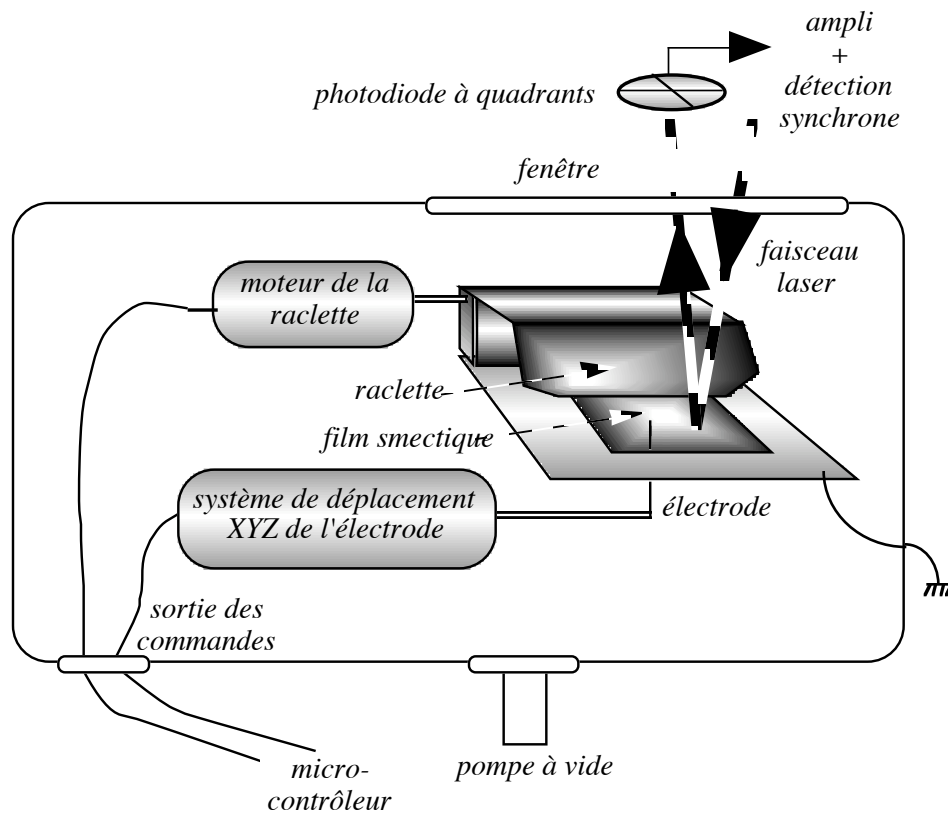 ampli
+
détection
synchrone
photodiode à quadrants
fenêtre
faisceau
laser
moteur de la
raclette
raclette
film smectique
système de déplacement
XYZ de l'électrode
électrode
sortie des
commandes
micro-
contrôleur
pompe à vide